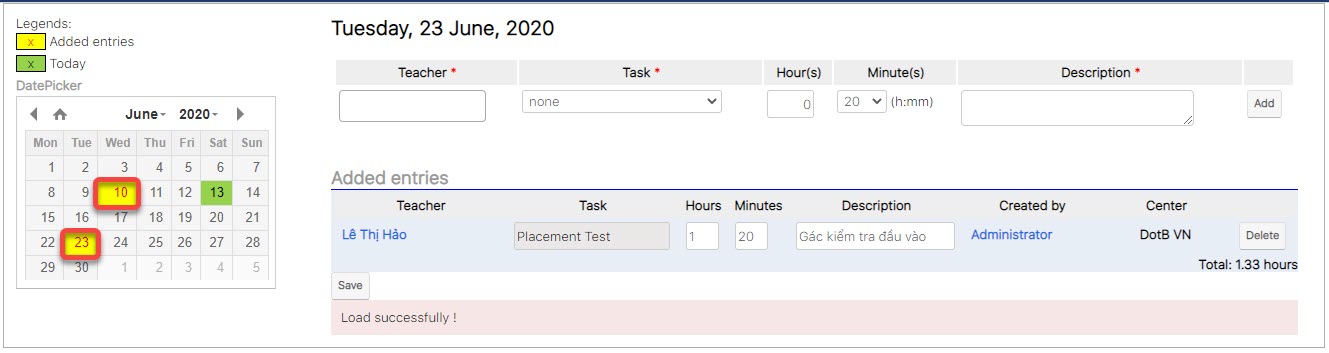 Legends:
x Added entries
x Today
DatePicker
June 2020
Mon Tue Wed Thu Fri Sat Sun
1 2 3 4 5 6 7
8 9 10 11 12 13 14
15 16 17 18 19 20 21
22 23 24 25 26 27 28
29 30 1 2 3 4 5
Tuesday, 23 June, 2020
Teacher * Task * Hour(s) Minute(s) Description *
none 0 20 (h:mm) Add
Added entries
Teacher Task Hours Minutes Description Created by Center
Lê Thị Hảo Placement Test 1 20 Gác kiểm tra đầu vào Administrator DotB VN Delete
Total: 1.33 hours
Save
Load successfully !